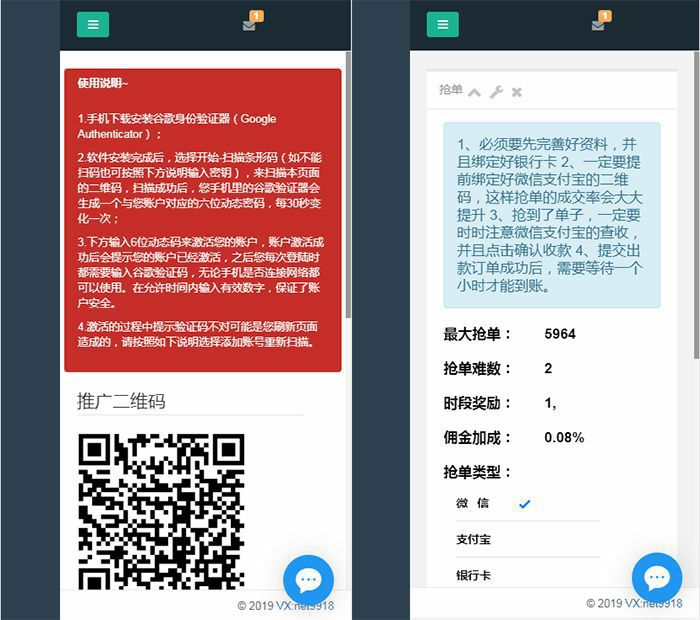 1
使用说明~
1.手机下载安装谷歌身份验证器（Google
Authenticator）；
2.软件安装完成后，选择开始-扫描条形码（如不能
扫码也可按照下方说明输入密钥），来扫描本页面
的二维码，扫描成功后，您手机里的谷歌验证器会
生成一个与您账户对应的六位动态密码，每30秒变
化一次；
3.下方输入6位动态码来激活您的账户，账户激活成
功后会提示您的账户已经激活，之后您每次登陆时
都需要输入谷歌验证码，无论手机是否连接网络都
可以使用。在允许时间内输入有效数字，保证了账
户安全。
4.激活的过程中提示验证码不对可能是您刷新页面
造成的，请按照如下说明选择添加账号重新扫描。
推广二维码
© 2019 VX:net9918
1
抢单
1、必须要先完善好资料，并
且绑定好银行卡 2、一定要提
前绑定好微信支付宝的二维
码，这样抢单的成交率会大大
提升 3、抢到了单子，一定要
时时注意微信支付宝的查收，
并且点击确认收款 4、提交出
款订单成功后，需要等待一个
小时才能到账。
最大抢单： 5964
抢单难数： 2
时段奖励： 1,
佣金加成： 0.08%
抢单类型：
微 信
支付宝
银行卡
© 2019 VX:net9918